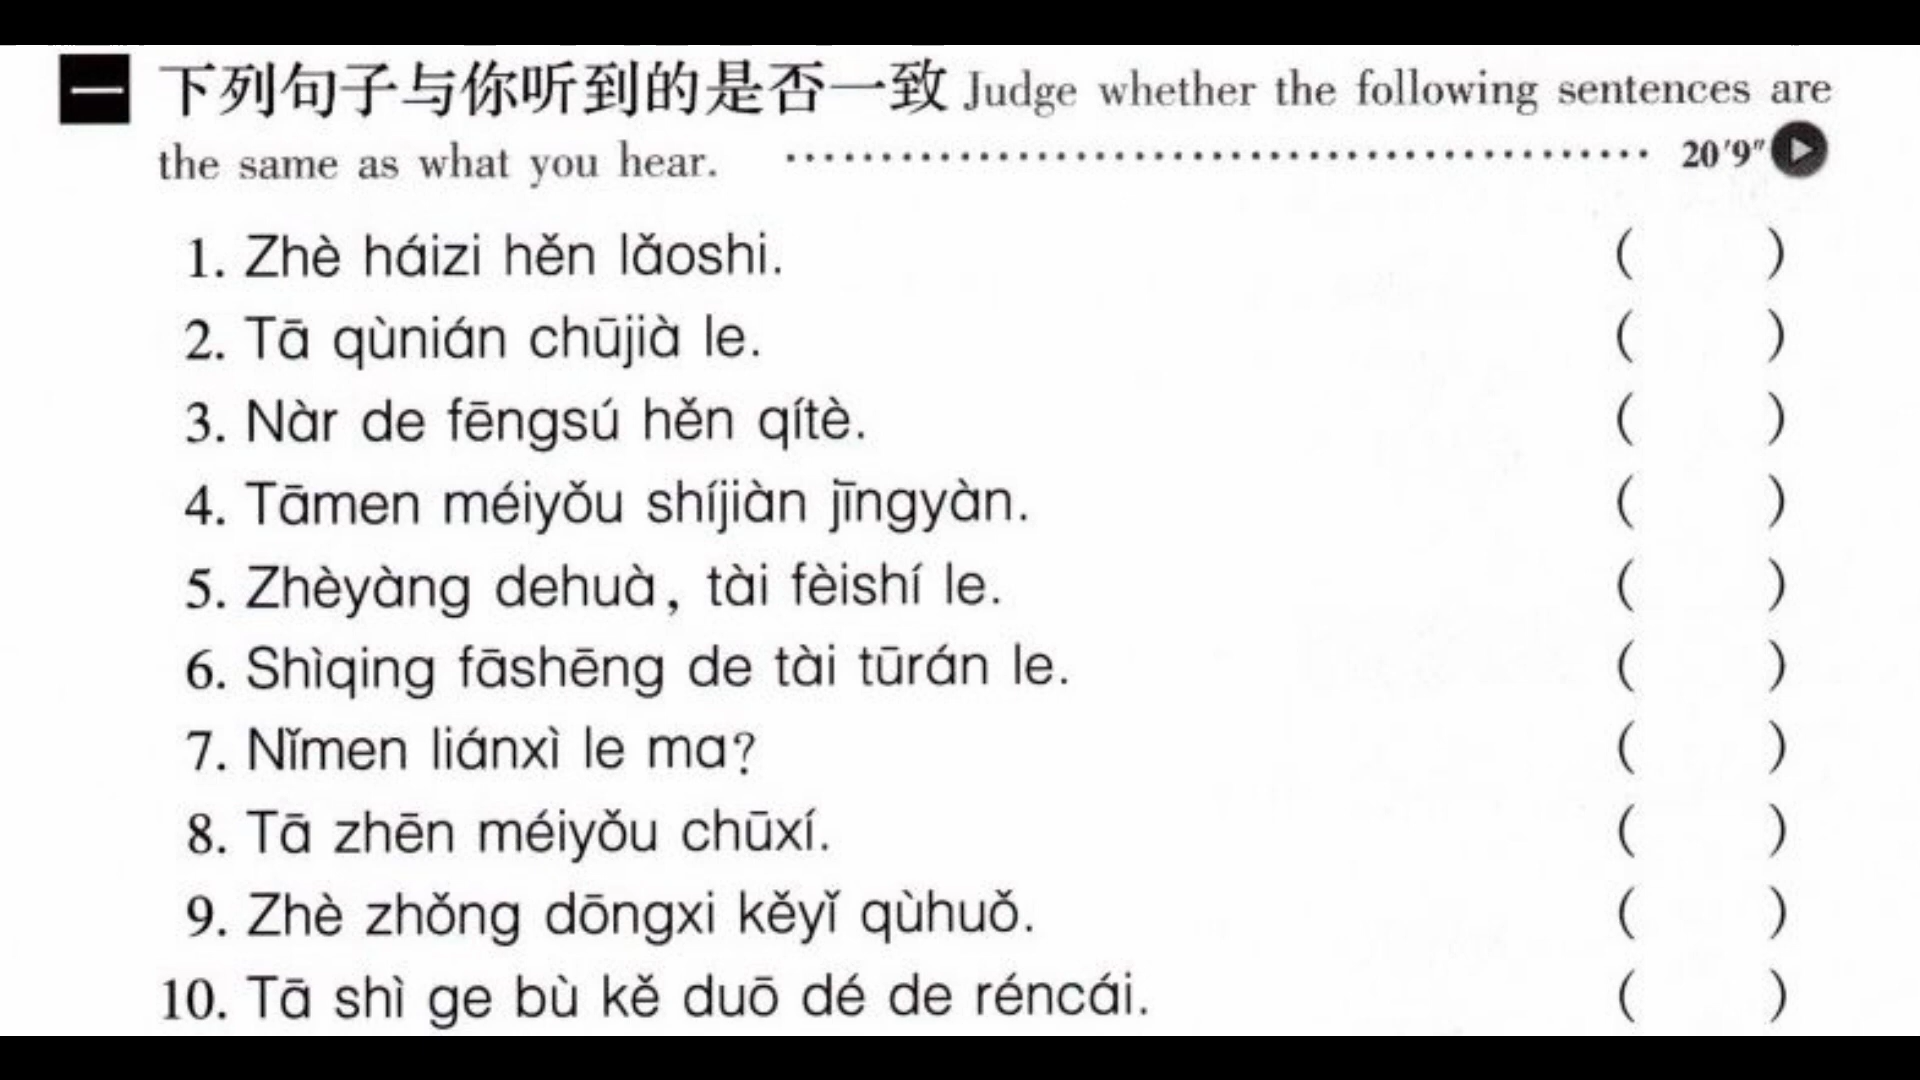 一 下列句子与你听到的是否一致 Judge whether the following sentences are
the same as what you hear. ············································ 20′9″
1. Zhè háizi hěn lǎoshi. ( )
2. Tā qùnián chūjià le. ( )
3. Nàr de fēngsú hěn qítè. ( )
4. Tāmen méiyǒu shíjiàn jīngyàn. ( )
5. Zhèyàng dehuà, tài fèishí le. ( )
6. Shìqing fāshēng de tài tūrán le. ( )
7. Nǐmen liánxì le ma? ( )
8. Tā zhēn méiyǒu chūxí. ( )
9. Zhè zhǒng dōngxi kěyǐ qùhuǒ. ( )
10. Tā shì ge bù kě duō dé de réncái. ( )